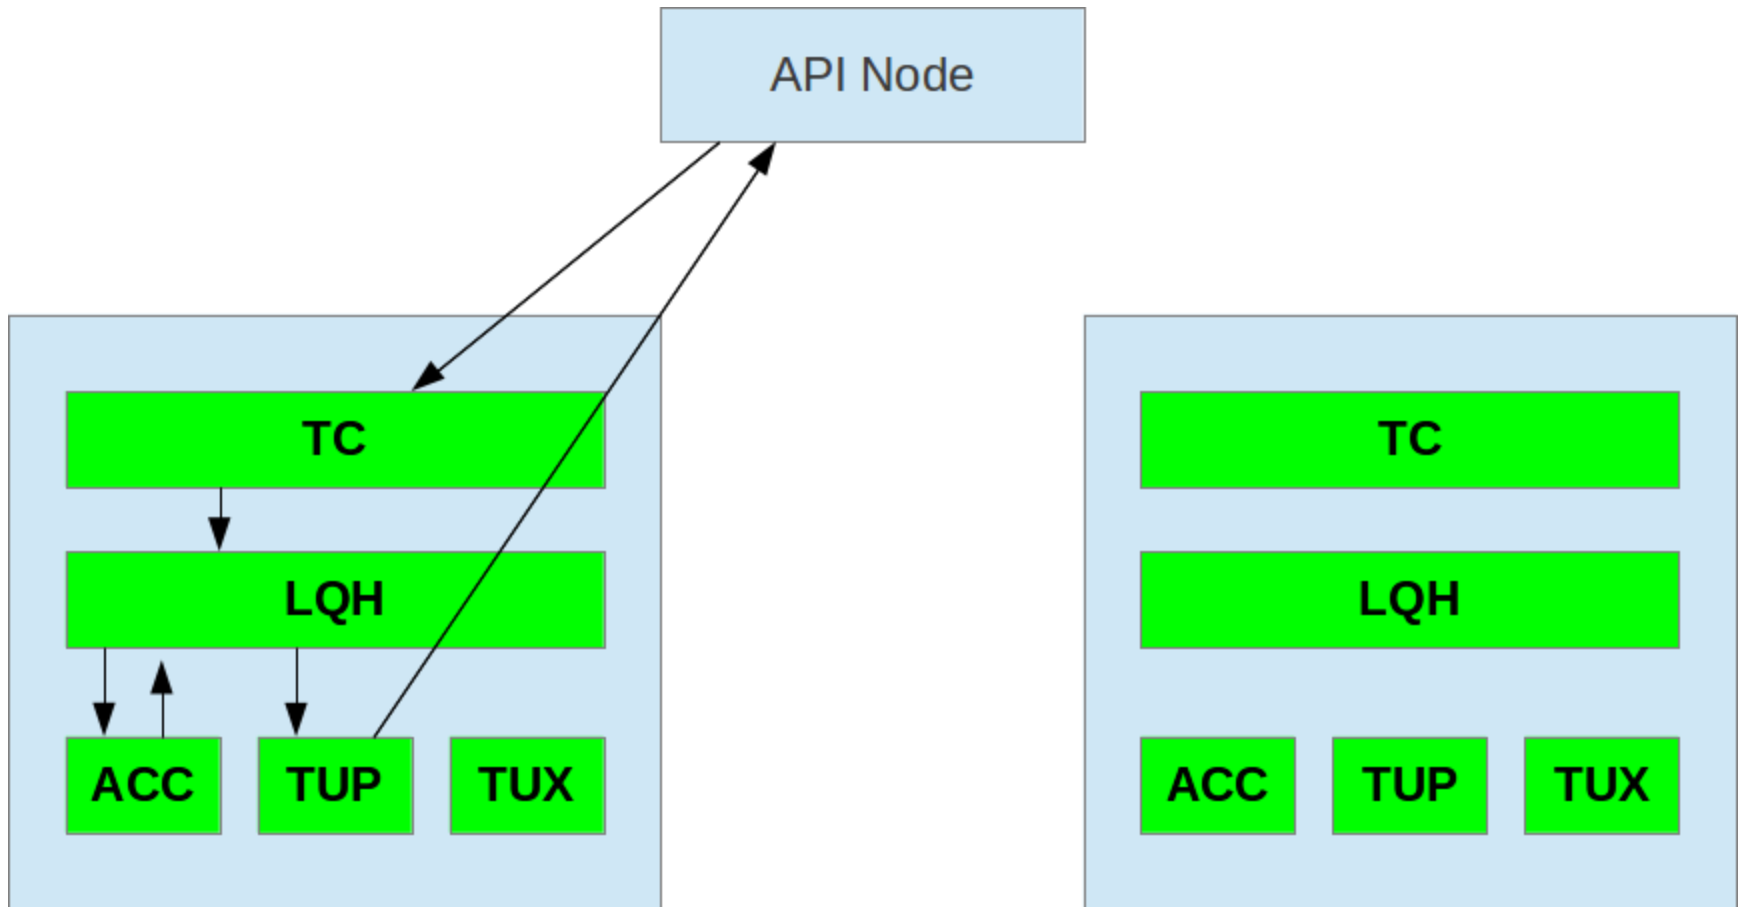 API Node
TC
LQH
ACC
TUP
TUX
TC
LQH
ACC
TUP
TUX